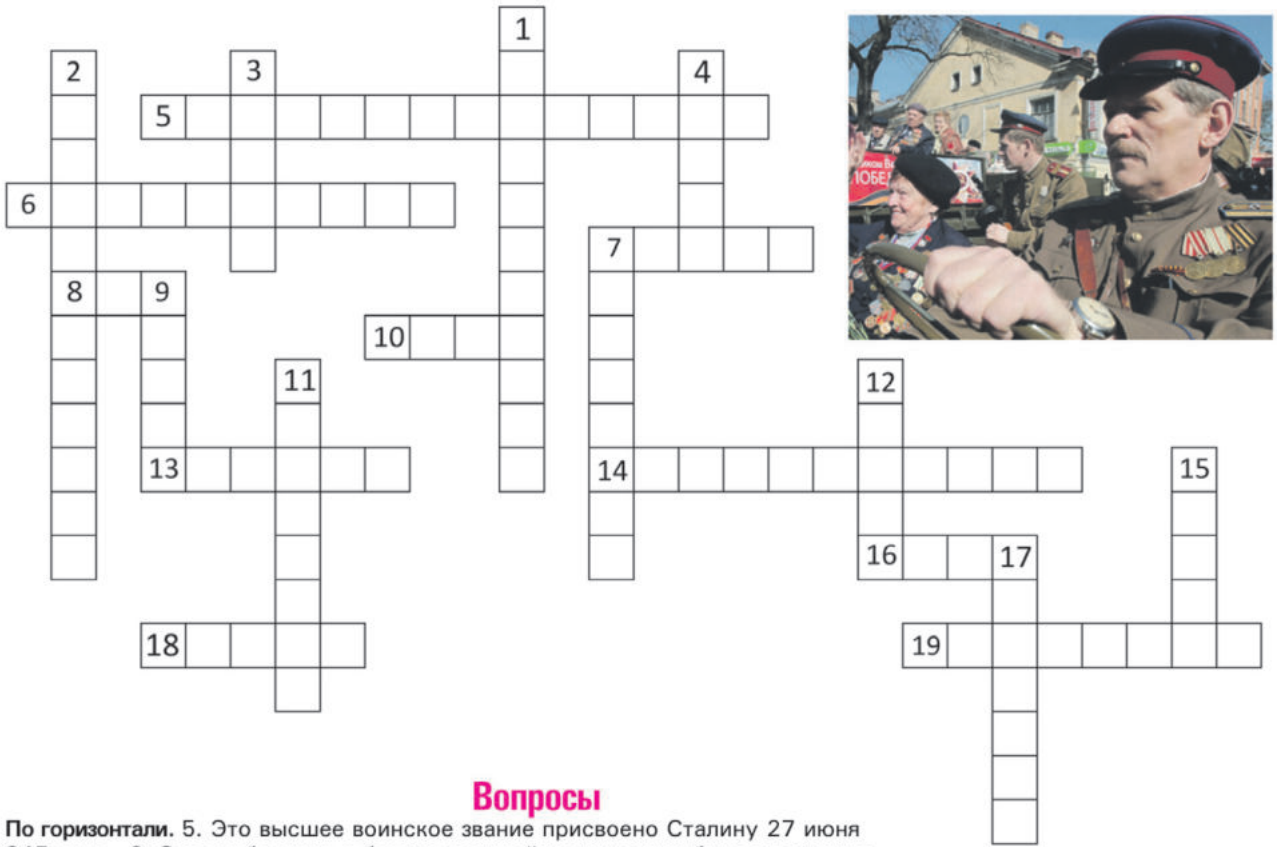 1
2 3 4
5
6
7
8 9
10
11 12
13 14 15
16 17
18 19
Вопросы
По горизонтали. 5. Это высшее воинское звание присвоено Сталину 27 июня